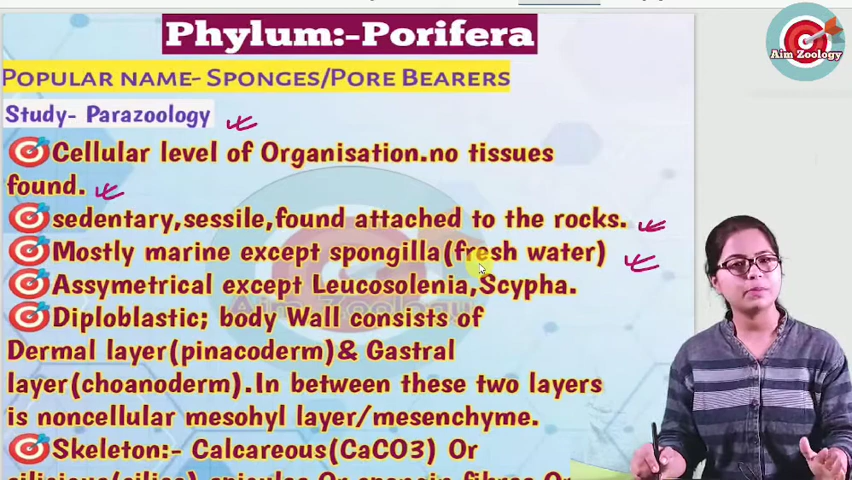 Phylum:-Porifera
Aim Zoology
POPULAR NAME- SPONGES/PORE BEARERS
Study- Parazoology
Cellular level of Organisation.no tissues
found.
sedentary,sessile,found attached to the rocks.
Mostly marine except spongilla(fresh water)
Assymetrical except Leucosolenia,Scypha.
Diploblastic; body Wall consists of
Dermal layer(pinacoderm)& Gastral
layer(choanoderm).In between these two layers
is noncellular mesohyl layer/mesenchyme.
Skeleton:- Calcareous(CaCO3) Or